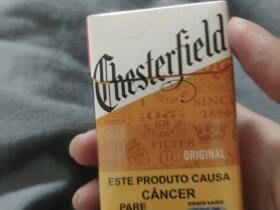 Chesterfield
SINCE
1896
FILTER
ORIGINAL
ESTE PRODUTO CAUSA
CÂNCER
PARE